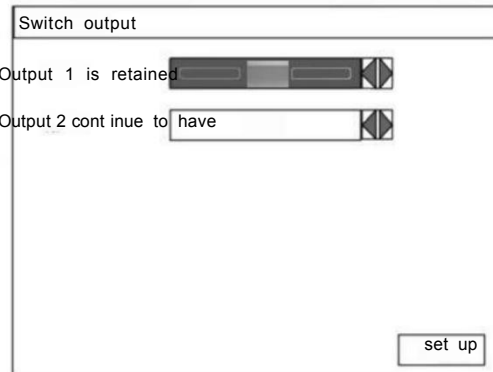 Switch output
Output 1 is retained
Output 2 cont inue to have
set up